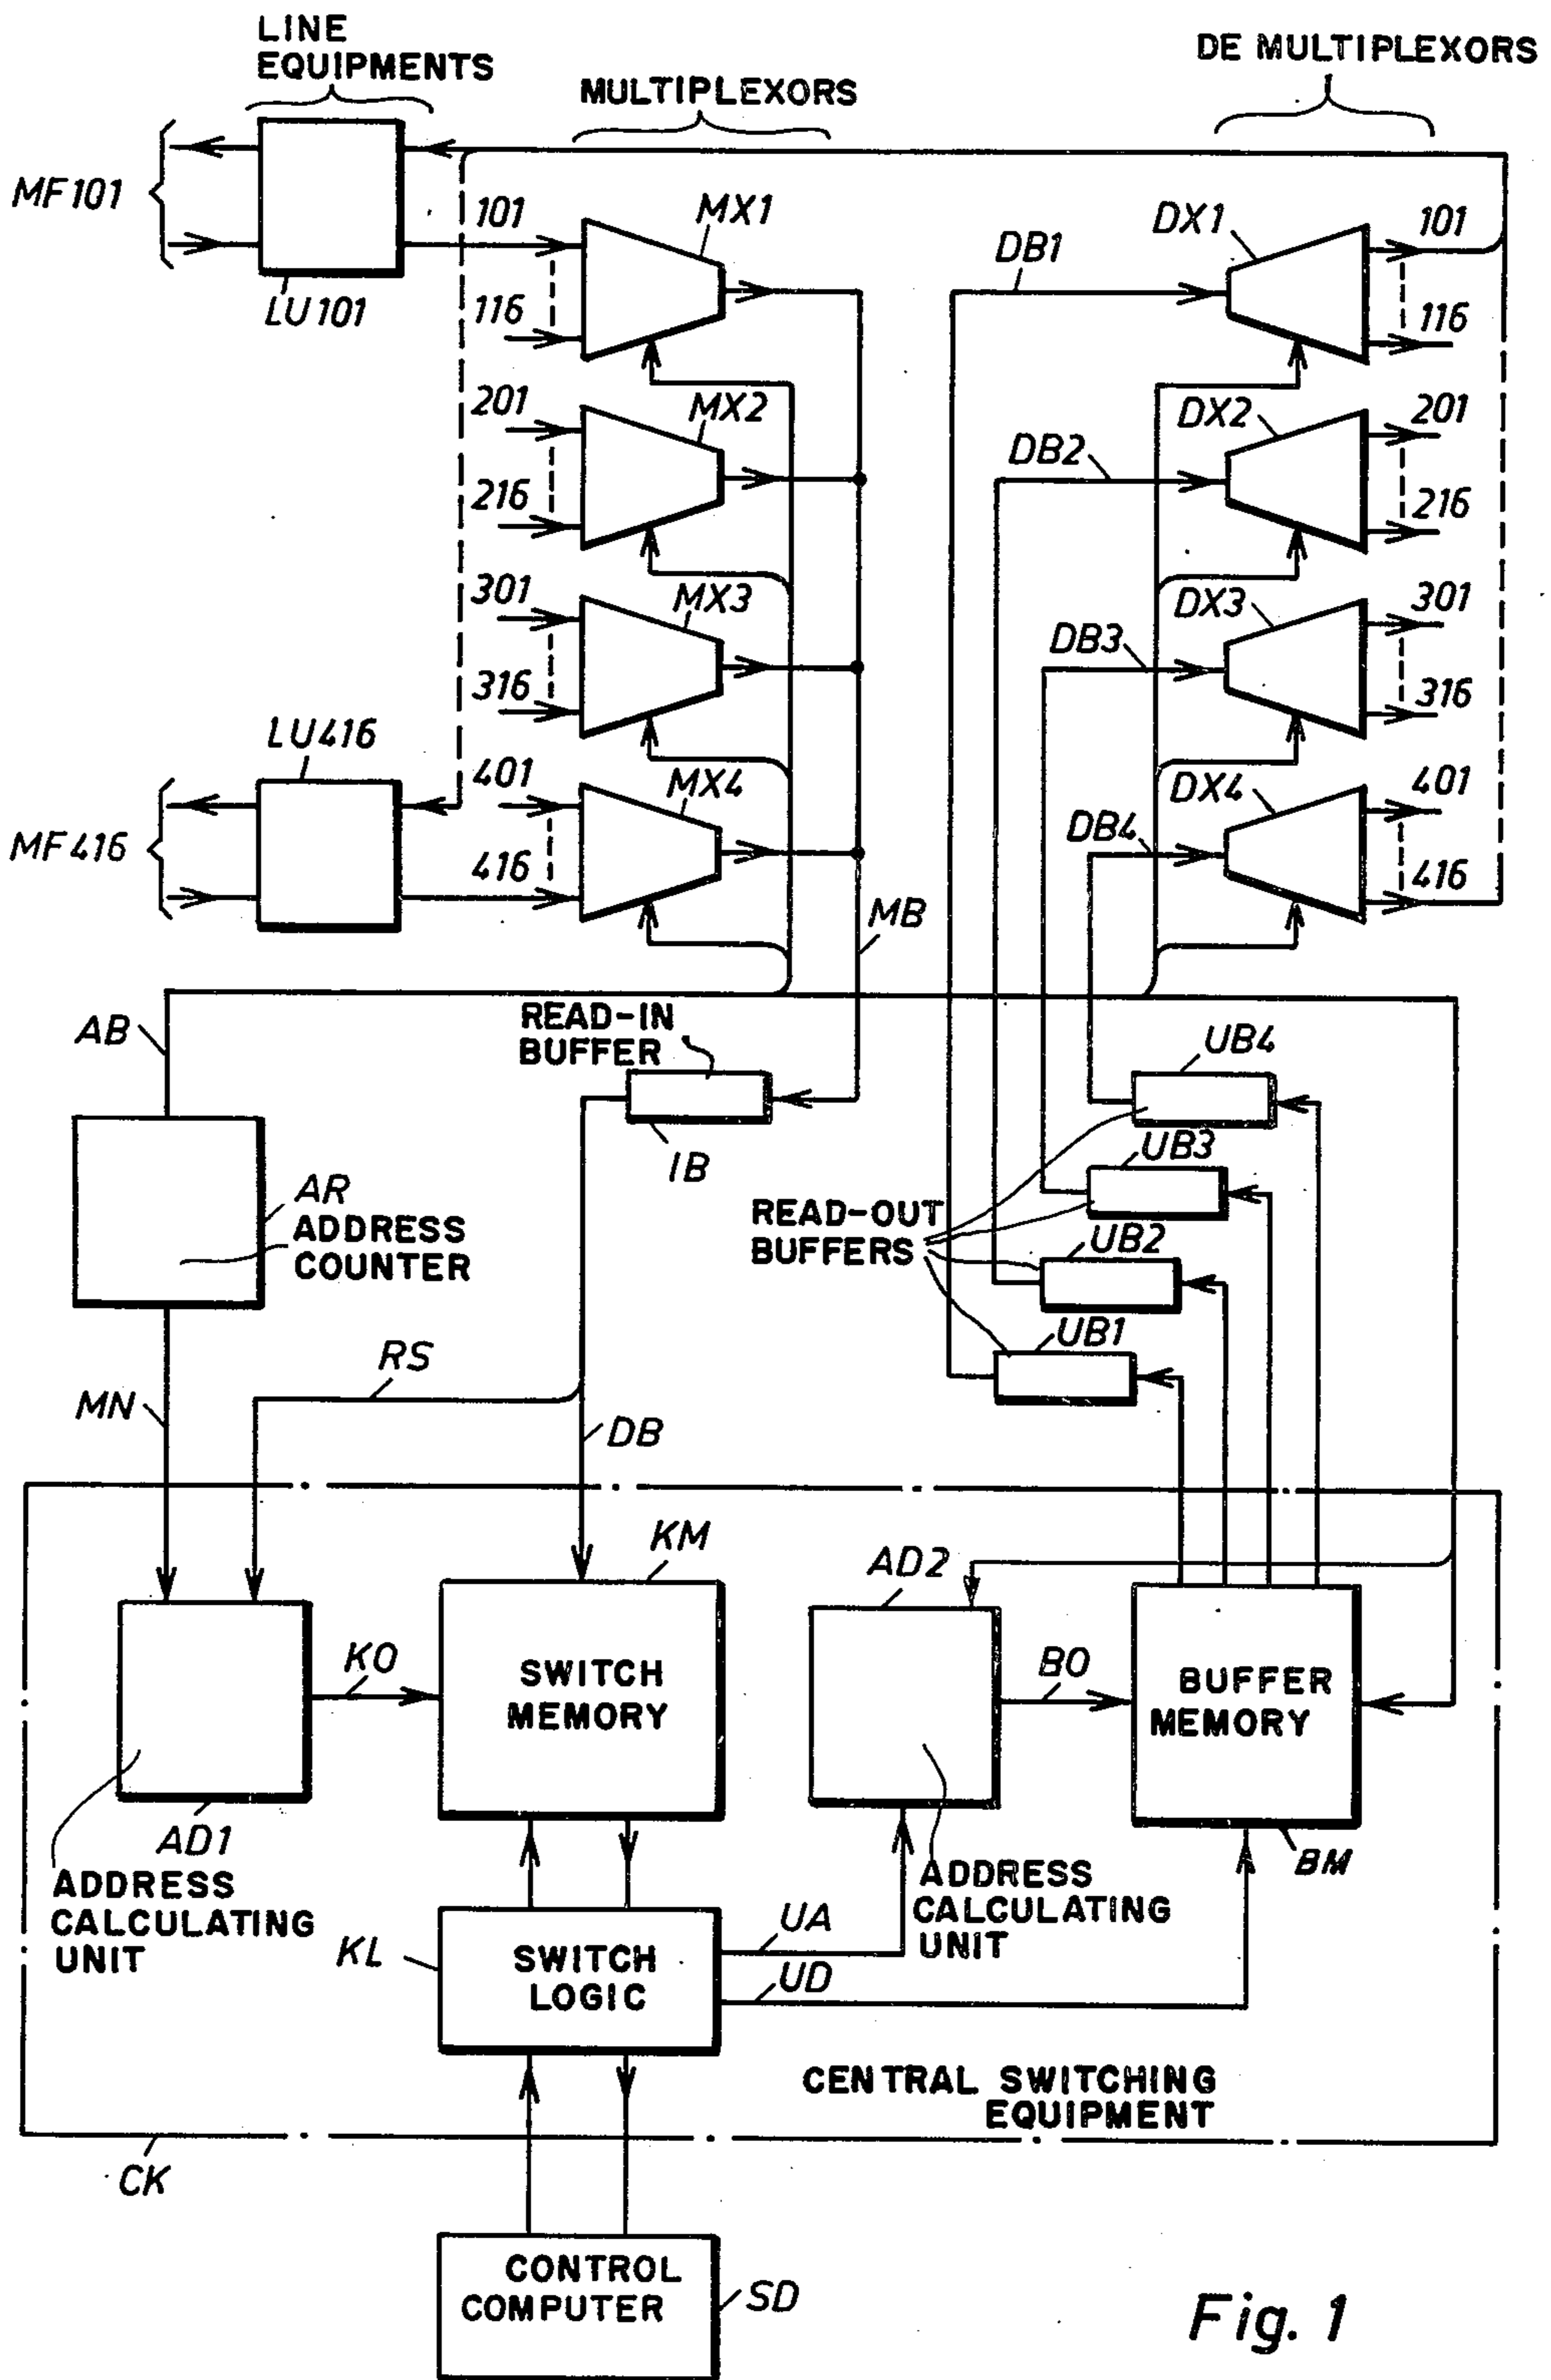 LINE
EQUIPMENTS
MULTIPLEXORS
DE MULTIPLEXORS
MF101
LU101
101
116
MX1
DB1
DX1
101
116
201
216
MX2
DB2
DX2
201
216
301
316
MX3
DB3
DX3
301
316
LU416
MF416
401
416
MX4
DB4
DX4
401
416
MB
AB
READ-IN
BUFFER
IB
UB4
UB3
UB2
UB1
READ-OUT
BUFFERS
AR
ADDRESS
COUNTER
MN
RS
DB
KM
AD2
KO
SWITCH
MEMORY
BO
BUFFER
MEMORY
AD1
ADDRESS
CALCULATING
UNIT
BM
ADDRESS
CALCULATING
UNIT
UA
UD
KL
SWITCH
LOGIC
CENTRAL SWITCHING
EQUIPMENT
CK
CONTROL
COMPUTER
SD
Fig. 1